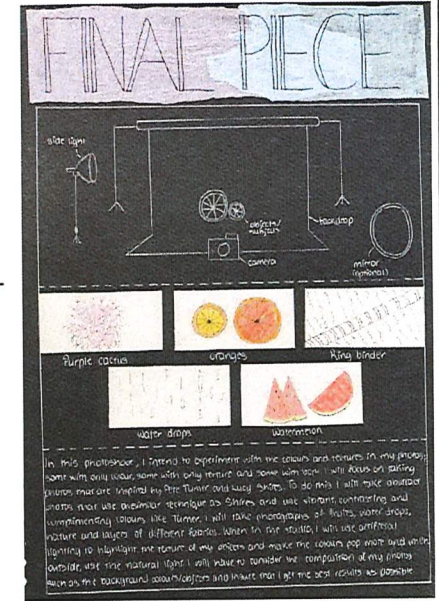 FINAL PIECE
side light
objects/
subjects
backdrop
camera
mirror
(optional)
Purple cactus
oranges
Ring binder
water drops
watermelon
In this photoshoot, I intend to experiment with the colours and textures in my photos;
some with only colour, some with only texture and some with both. I will focus on taking
photos that are inspired by Pete Turner and Lucy Shires. To do this I will take abstract
photos that use a similar technique as Shires and use vibrant, contrasting and
complimenting colours like Turner. I will take photographs of fruits, water drops,
nature and layers of different fabrics. When in the studio, I will use artificial
lighting to highlight the texture of my objects and make the colours pop more and when
outside, use the natural light. I will have to consider the composition of my photos
such as the background colours/objects and insure that I get the best results as possible